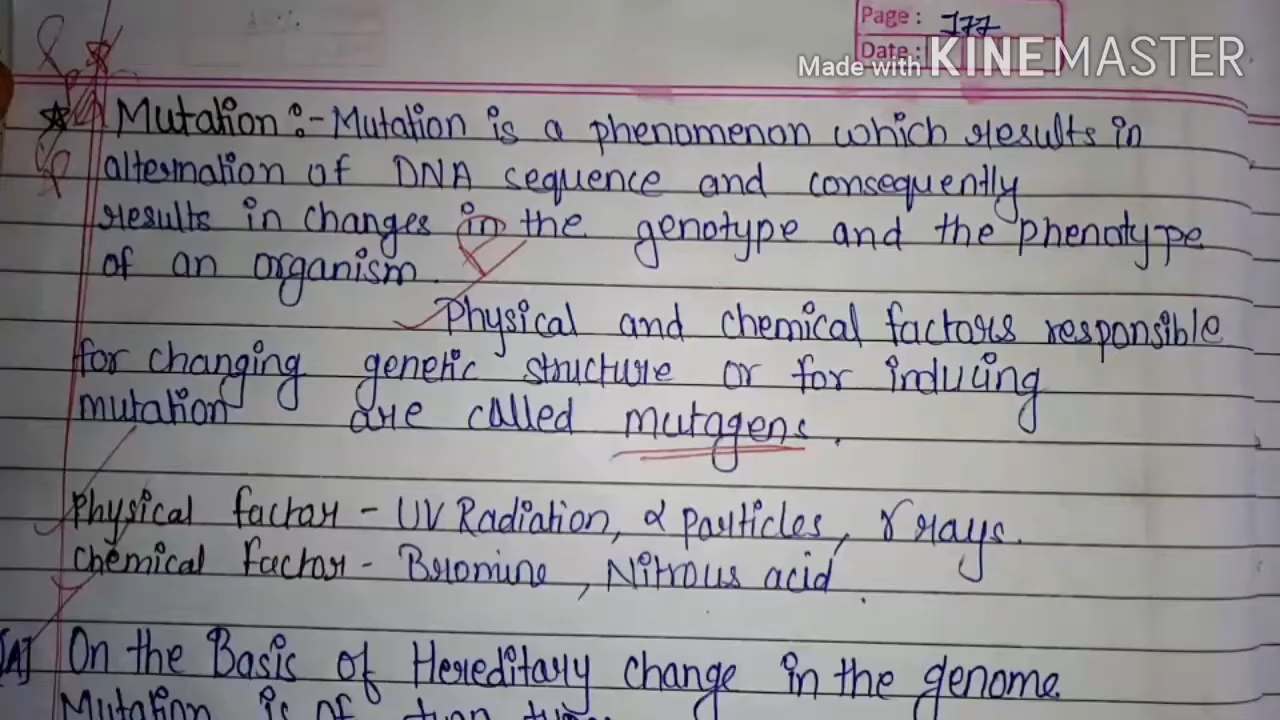 Page: 177
Date:
Made with KINEMASTER
Mutation :- Mutation is a phenomenon which results in
alternation of DNA sequence and consequently
results in changes in the genotype and the phenotype
of an organism.
Physical and chemical factors responsible
for changing genetic structure or for inducing
mutation are called mutagens.
Physical factor - UV Radiation, α particles, γ rays.
Chemical factor - Bromine, Nitrous acid.
[A] On the Basis of Hereditary change in the genome
Mutation is of